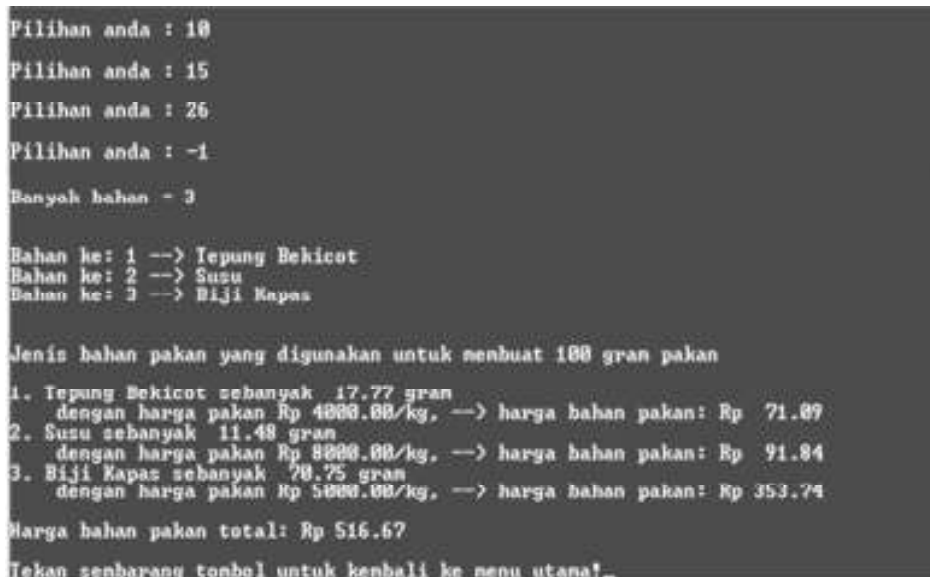 Pilihan anda : 10
Pilihan anda : 15
Pilihan anda : 26
Pilihan anda : -1
Banyak bahan = 3
Bahan ke: 1 --> Tepung Bekicot
Bahan ke: 2 --> Susu
Bahan ke: 3 --> Biji Kapas
Jenis bahan pakan yang digunakan untuk membuat 100 gram pakan
1. Tepung Bekicot sebanyak 17.77 gram
dengan harga pakan Rp 4000.00/kg, --> harga bahan pakan: Rp 71.09
2. Susu sebanyak 11.48 gram
dengan harga pakan Rp 8000.00/kg, --> harga bahan pakan: Rp 91.84
3. Biji Kapas sebanyak 70.75 gram
dengan harga pakan Rp 5000.00/kg, --> harga bahan pakan: Rp 353.74
Harga bahan pakan total: Rp 516.67
Tekan sembarang tombol untuk kembali ke menu utama!_